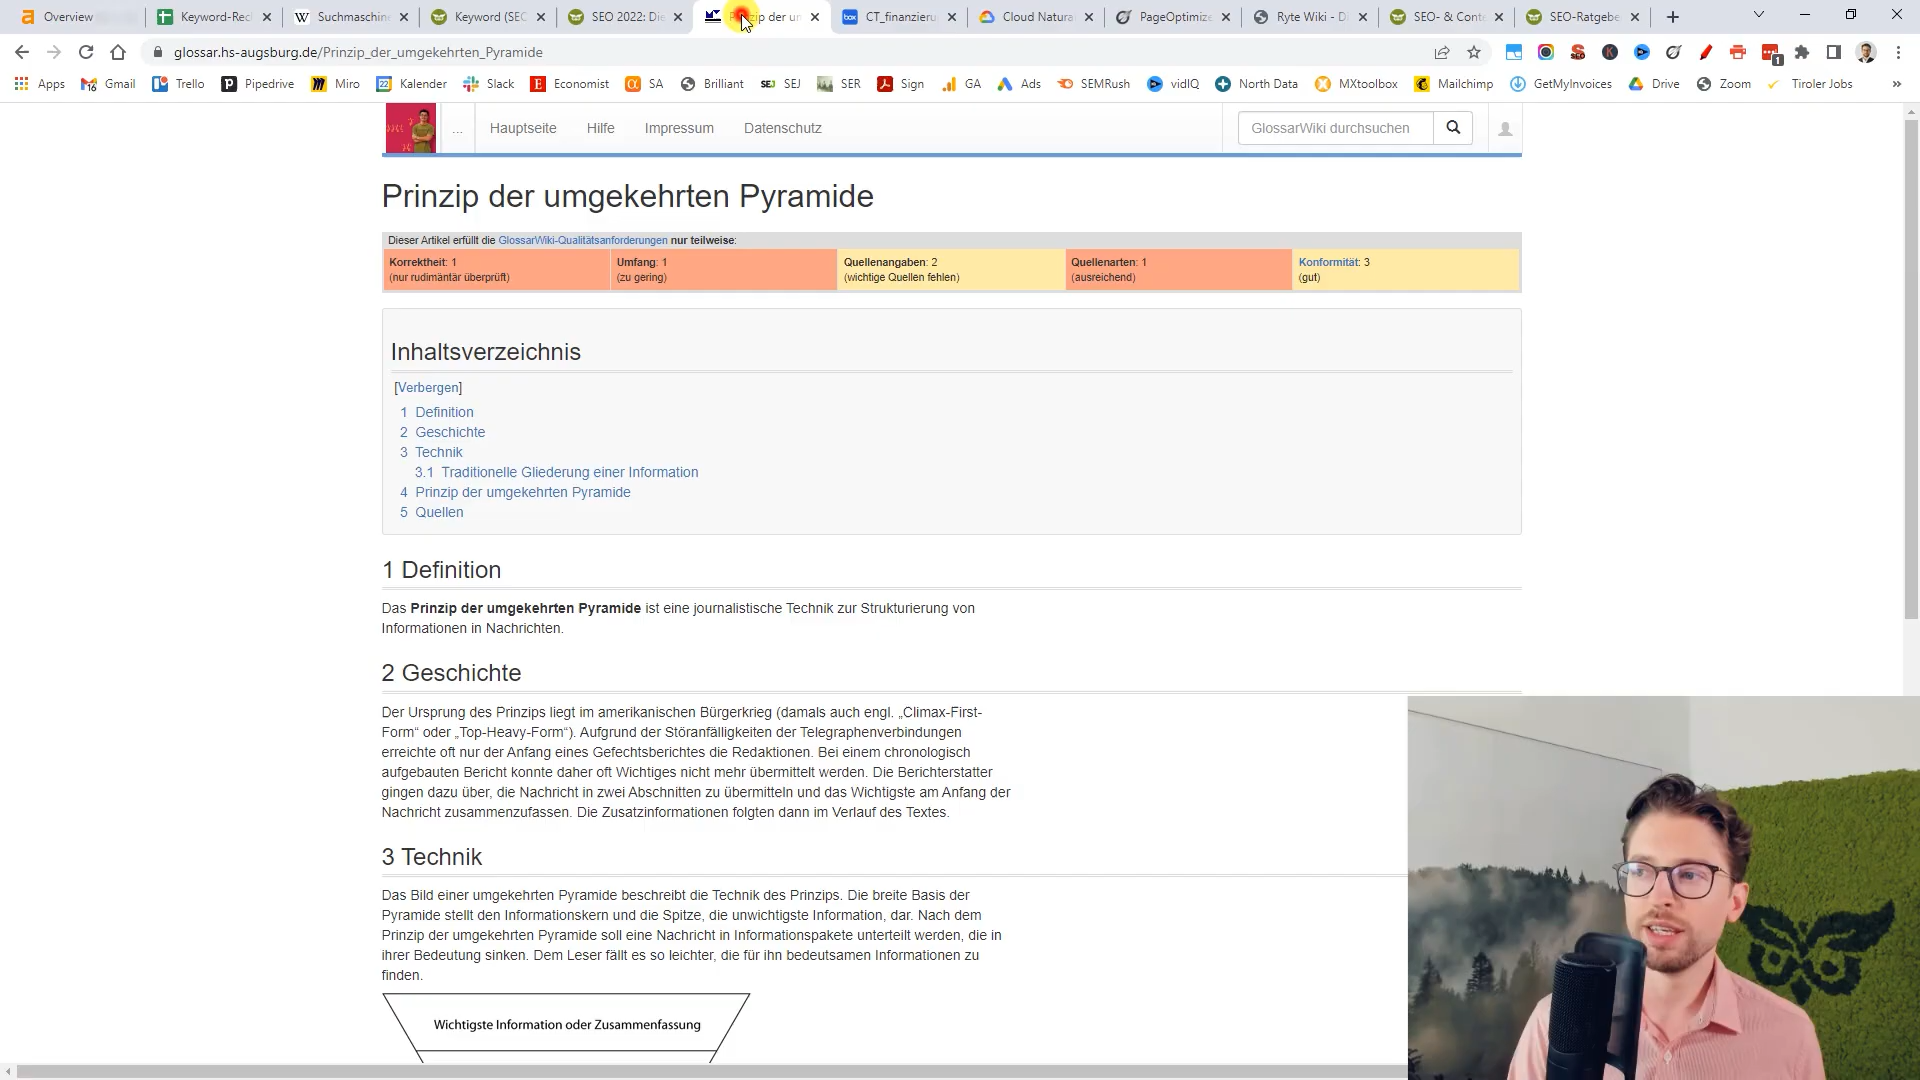 Overview
Keyword-Rec
Suchmaschin
Keyword (SEC
SEO 2022: Die
CT_finanzieru
Cloud Natura
PageOptimize
Ryte Wiki - D
SEO- & Conte
SEO-Ratgebe
glossar.hs-augsburg.de/Prinzip_der_umgekehrten_Pyramide
Apps
Gmail
Trello
Pipedrive
Miro
Kalender
Slack
Economist
SA
Brilliant
SEJ
SER
Sign
GA
Ads
SEMRush
vidIQ
North Data
MXtoolbox
Mailchimp
GetMyInvoices
Drive
Zoom
Tiroler Jobs
»
...
Hauptseite
Hilfe
Impressum
Datenschutz
GlossarWiki durchsuchen
Prinzip der umgekehrten Pyramide
Dieser Artikel erfüllt die GlossarWiki-Qualitätsanforderungen nur teilweise:
Korrektheit: 1
(nur rudimäntär überprüft)
Umfang: 1
(zu gering)
Quellenangaben: 2
(wichtige Quellen fehlen)
Quellenarten: 1
(ausreichend)
Konformität: 3
(gut)
Inhaltsverzeichnis
[Verbergen]
1 Definition
2 Geschichte
3 Technik
3.1 Traditionelle Gliederung einer Information
4 Prinzip der umgekehrten Pyramide
5 Quellen
1 Definition
Das Prinzip der umgekehrten Pyramide ist eine journalistische Technik zur Strukturierung von
Informationen in Nachrichten.
2 Geschichte
Der Ursprung des Prinzips liegt im amerikanischen Bürgerkrieg (damals auch engl. „Climax-First-
Form“ oder „Top-Heavy-Form“). Aufgrund der Störanfälligkeiten der Telegraphenverbindungen
erreichte oft nur der Anfang eines Gefechtsberichtes die Redaktionen. Bei einem chronologisch
aufgebauten Bericht konnte daher oft Wichtiges nicht mehr übermittelt werden. Die Berichterstatter
gingen dazu über, die Nachricht in zwei Abschnitten zu übermitteln und das Wichtigste am Anfang der
Nachricht zusammenzufassen. Die Zusatzinformationen folgten dann im Verlauf des Textes.
3 Technik
Das Bild einer umgekehrten Pyramide beschreibt die Technik des Prinzips. Die breite Basis der
Pyramide stellt den Informationskern und die Spitze, die unwichtigste Information, dar. Nach dem
Prinzip der umgekehrten Pyramide soll eine Nachricht in Informationspakete unterteilt werden, die in
ihrer Bedeutung sinken. Dem Leser fällt es so leichter, die für ihn bedeutsamen Informationen zu
finden.
Wichtigste Information oder Zusammenfassung